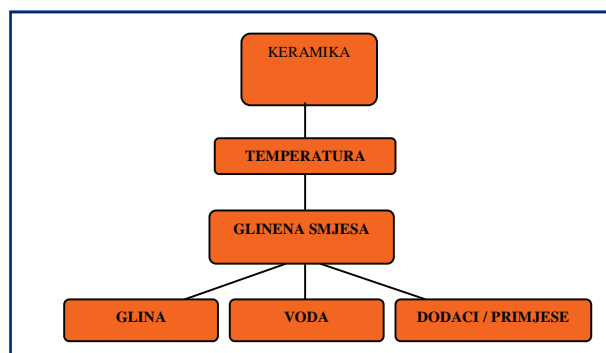 KERAMIKA
TEMPERATURA
GLINENA SMJESA
GLINA
VODA
DODACI / PRIMJESE